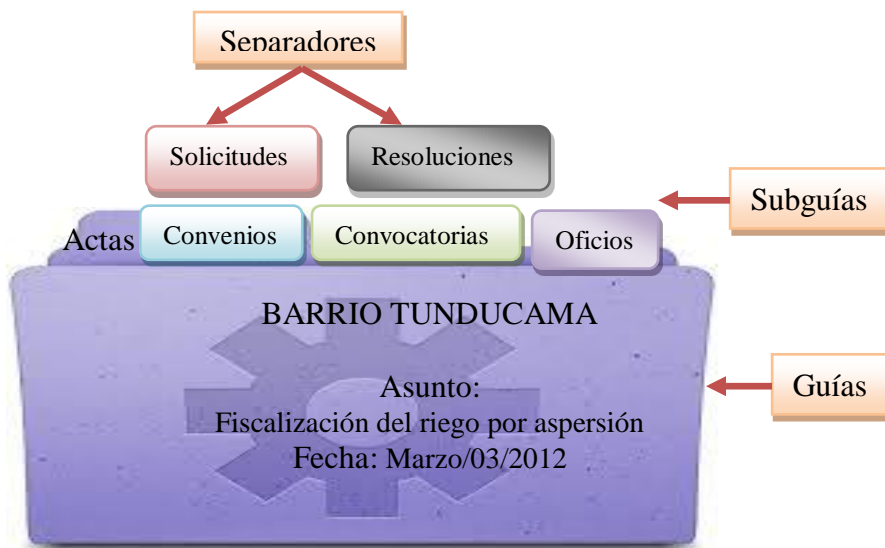 Separadores
Solicitudes
Resoluciones
Subguías
Actas
Convenios
Convocatorias
Oficios
BARRIO TUNDUCAMA
Asunto:
Guías
Fiscalización del riego por aspersión
Fecha: Marzo/03/2012